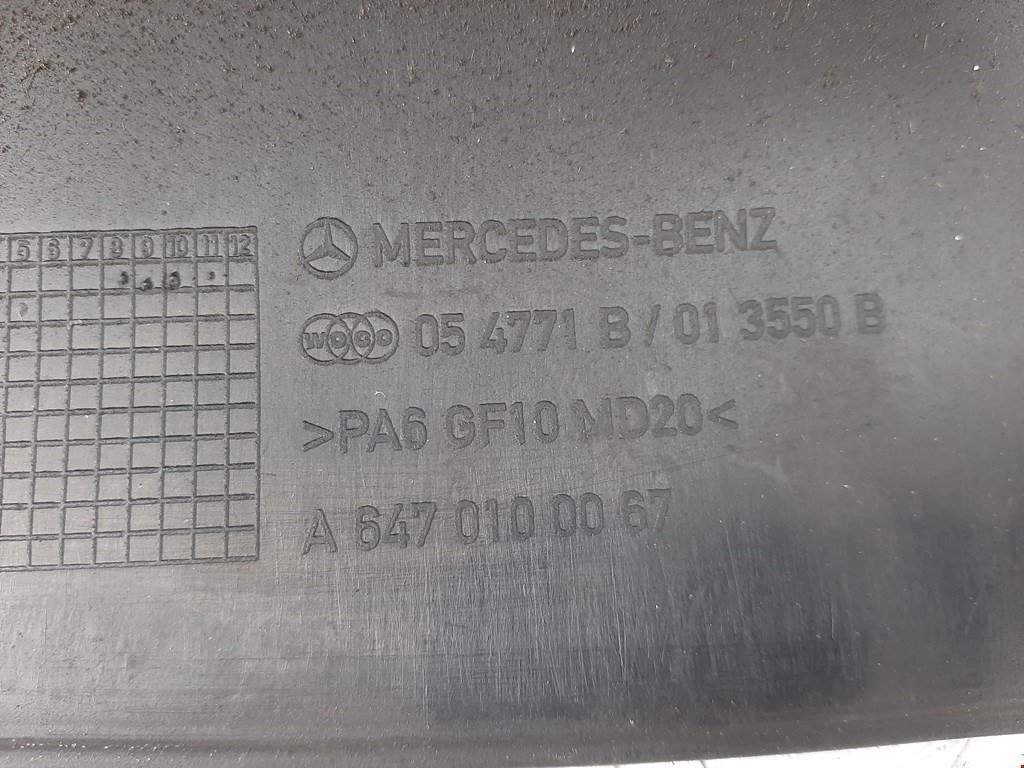 5 6 7 8 9 10 11 12
MERCEDES-BENZ
WOCO 05 4771 B / 01 3550 B
>PA6 GF10 MD20<
A 647 010 00 67